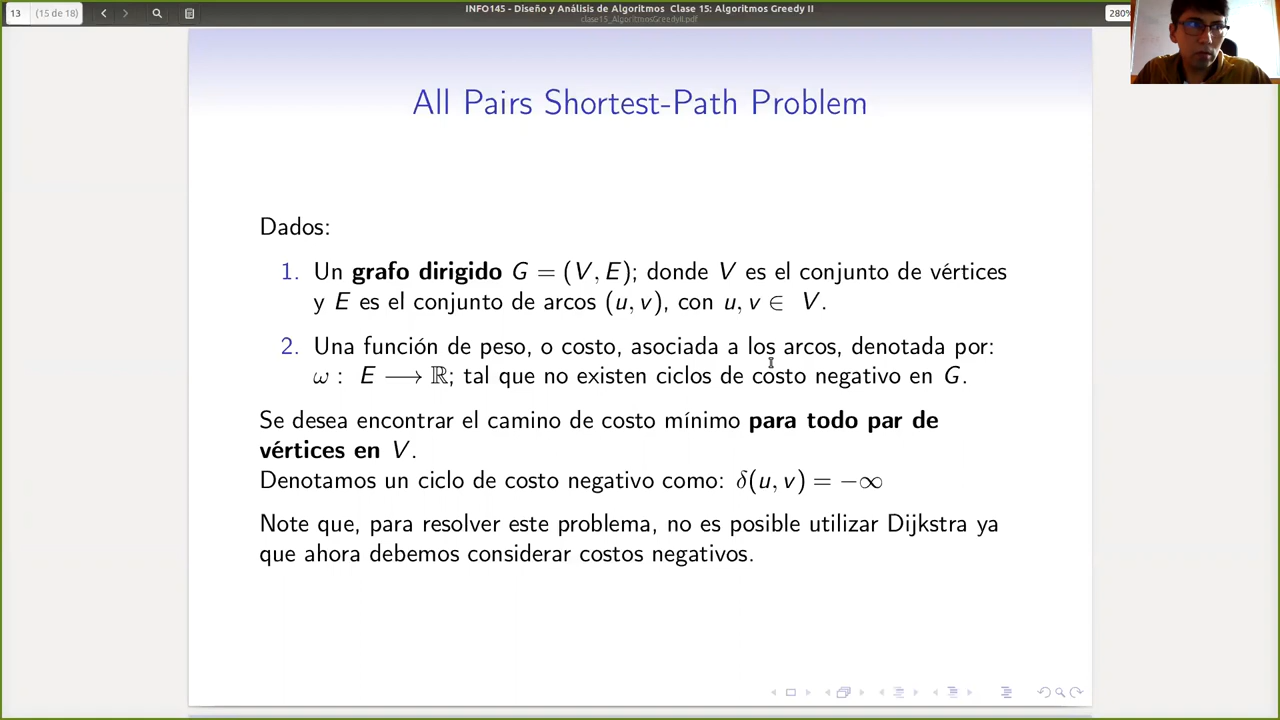 13
(15 de 18)
INFO145 - Diseño y Análisis de Algoritmos Clase 15: Algoritmos Greedy II
clase15_AlgoritmosGreedyII.pdf
280%
All Pairs Shortest-Path Problem
Dados:
1. Un grafo dirigido G = (V, E); donde V es el conjunto de vértices
y E es el conjunto de arcos (u, v), con u, v ∈ V.
2. Una función de peso, o costo, asociada a los arcos, denotada por:
ω : E ⟶ ℝ; tal que no existen ciclos de costo negativo en G.
Se desea encontrar el camino de costo mínimo para todo par de
vértices en V.
Denotamos un ciclo de costo negativo como: δ(u, v) = −∞
Note que, para resolver este problema, no es posible utilizar Dijkstra ya
que ahora debemos considerar costos negativos.